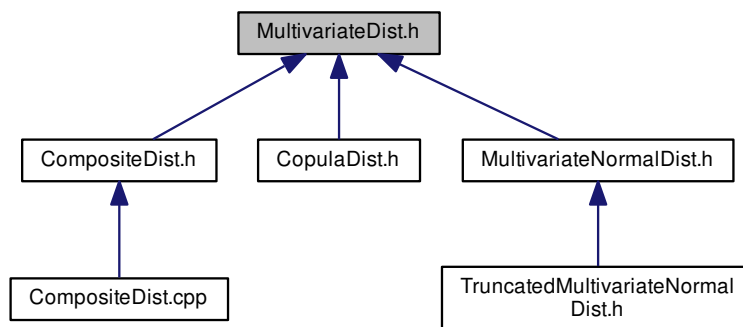 MultivariateDist.h
CompositeDist.h
CopulaDist.h
MultivariateNormalDist.h
CompositeDist.cpp
TruncatedMultivariateNormal
Dist.h